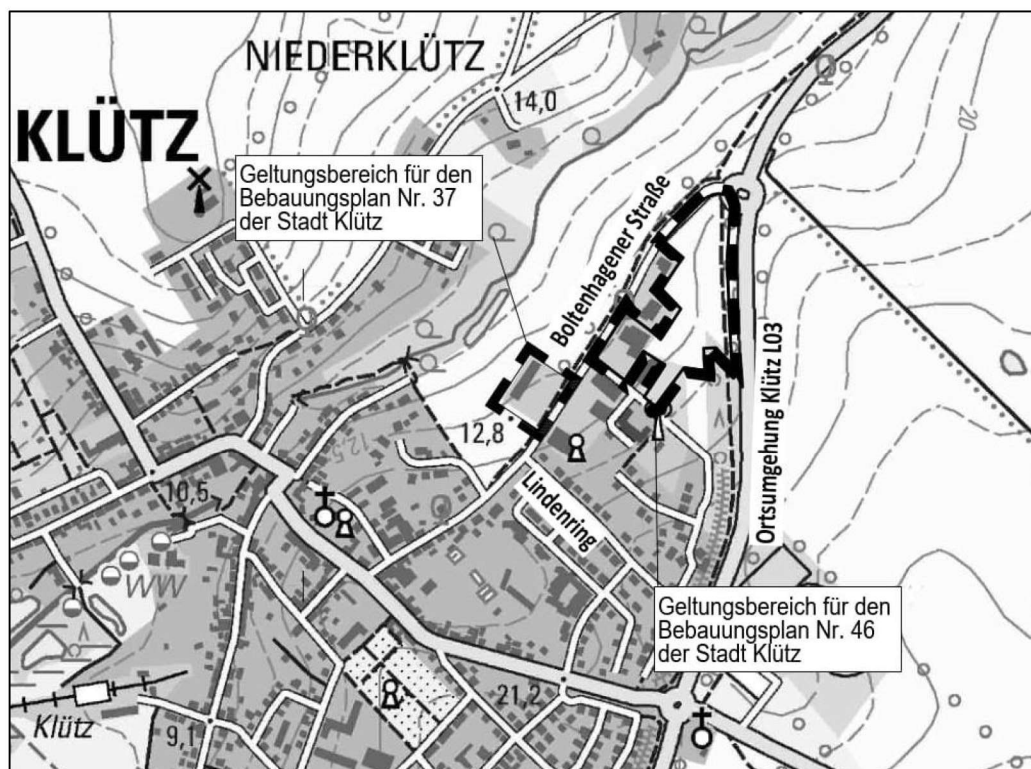 NIEDERKLÜTZ
14,0
KLÜTZ
20
Geltungsbereich für den
Bebauungsplan Nr. 37
der Stadt Klütz
Boltenhagener Straße
Ortsumgehung Klütz L03
12,8
12,5
10,5
Lindenring
WW
Geltungsbereich für den
Bebauungsplan Nr. 46
der Stadt Klütz
21,2
Klütz
9,1